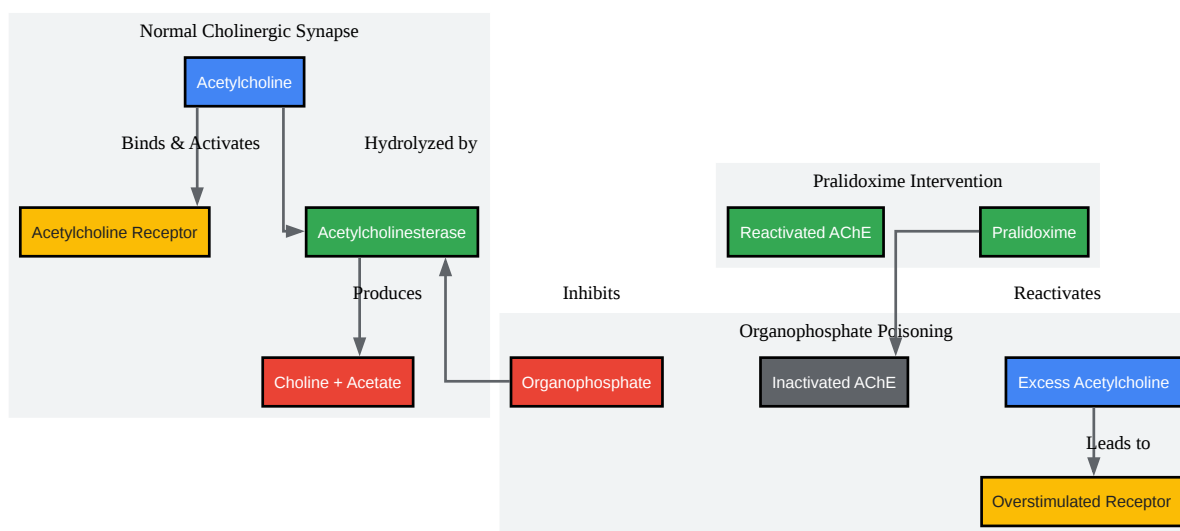 Normal Cholinergic Synapse
Acetylcholine
Binds & Activates
Hydrolyzed by
Acetylcholine Receptor
Acetylcholinesterase
Produces
Choline + Acetate
Pralidoxime Intervention
Reactivated AChE
Pralidoxime
Inhibits
Reactivates
Organophosphate Poisoning
Organophosphate
Inactivated AChE
Excess Acetylcholine
Leads to
Overstimulated Receptor